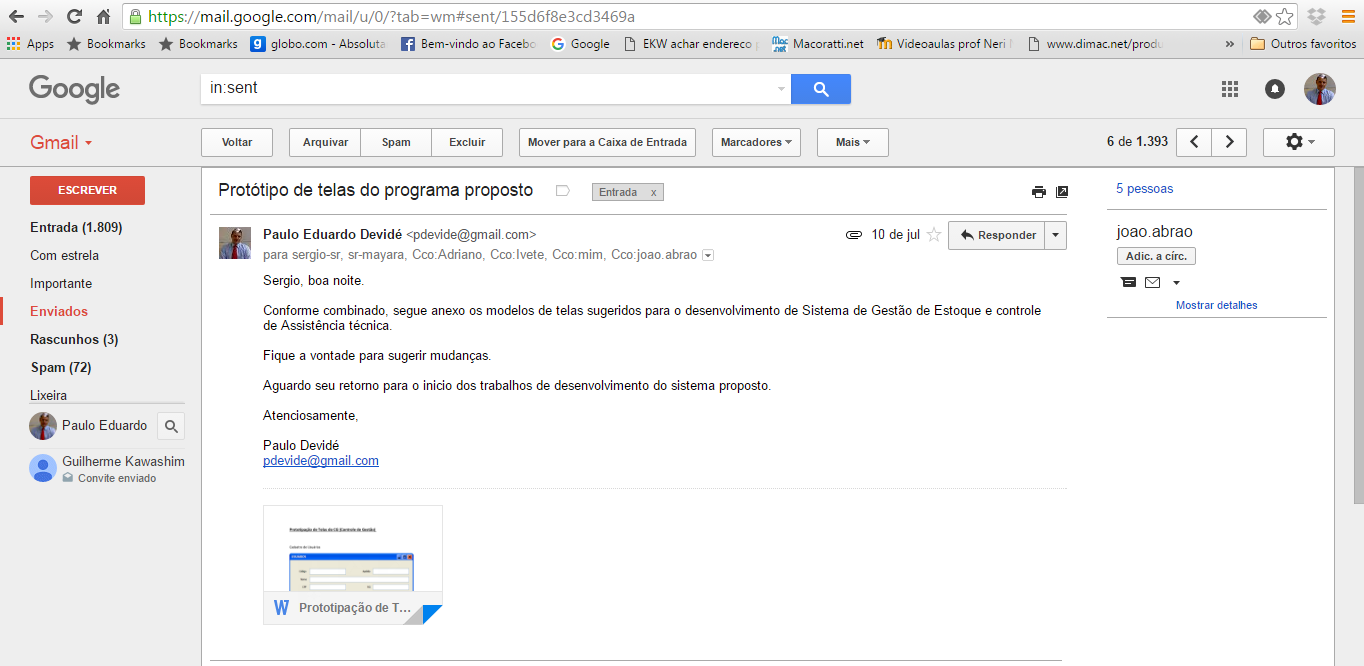 https://mail.google.com/mail/u/0/?tab=wm#sent/155d6f8e3cd3469a
Apps Bookmarks Bookmarks globo.com - Absoluta Bem-vindo ao Facebo Google EKW achar endereco Macoratti.net Videoaulas prof Neri www.dimac.net/produ » Outros favoritos
Google in:sent
Gmail Voltar Arquivar Spam Excluir Mover para a Caixa de Entrada Marcadores Mais 6 de 1.393
ESCREVER
Entrada (1.809)
Com estrela
Importante
Enviados
Rascunhos (3)
Spam (72)
Lixeira
Paulo Eduardo
Guilherme Kawashim
Convite enviado
Protótipo de telas do programa proposto Entrada x
Paulo Eduardo Devidé <pdevide@gmail.com> 10 de jul Responder
para sergio-sr, sr-mayara, Cco:Adriano, Cco:Ivete, Cco:mim, Cco:joao.abrao
Sergio, boa noite.
Conforme combinado, segue anexo os modelos de telas sugeridos para o desenvolvimento de Sistema de Gestão de Estoque e controle
de Assistência técnica.
Fique a vontade para sugerir mudanças.
Aguardo seu retorno para o inicio dos trabalhos de desenvolvimento do sistema proposto.
Atenciosamente,
Paulo Devidé
pdevide@gmail.com
W Prototipação de T...
5 pessoas
joao.abrao
Adic. a círc.
Mostrar detalhes